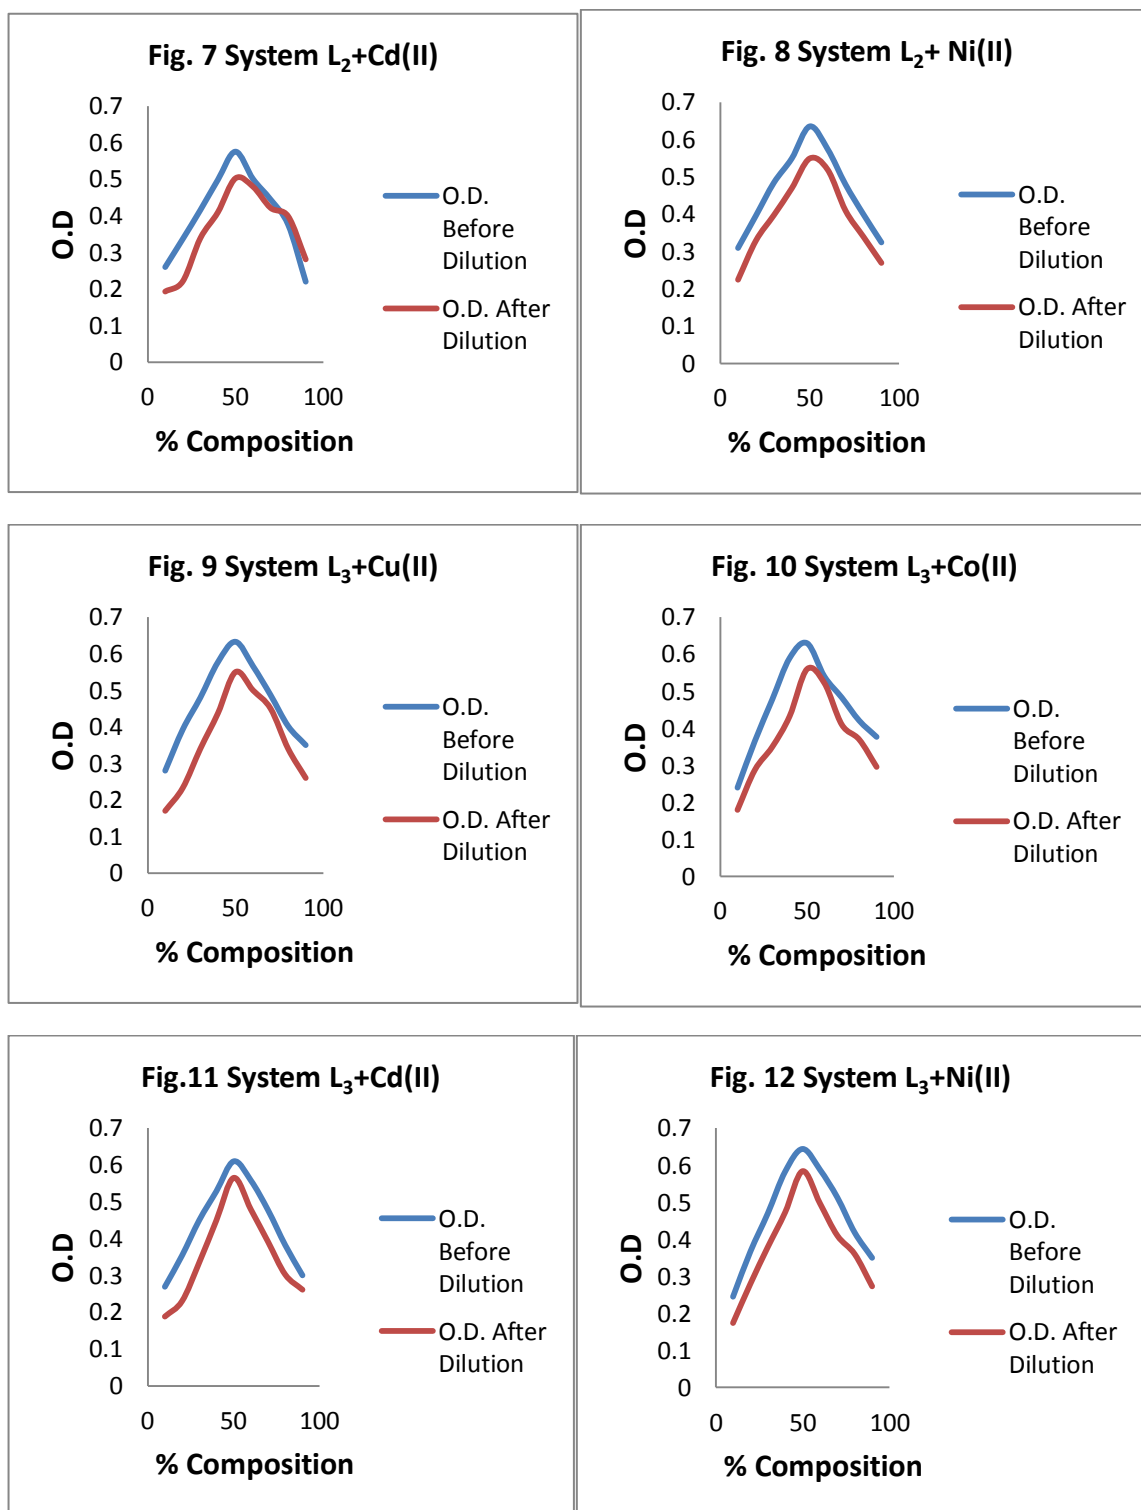 Fig. 7 System L₂+Cd(II)
O.D
0.7
0.6
0.5
0.4
0.3
0.2
0.1
0
0 50 100
% Composition
O.D.
Before
Dilution
O.D. After
Dilution
Fig. 8 System L₂+ Ni(II)
O.D
0.7
0.6
0.5
0.4
0.3
0.2
0.1
0
0 50 100
% Composition
O.D.
Before
Dilution
O.D. After
Dilution
Fig. 9 System L₃+Cu(II)
O.D
0.7
0.6
0.5
0.4
0.3
0.2
0.1
0
0 50 100
% Composition
O.D.
Before
Dilution
O.D. After
Dilution
Fig. 10 System L₃+Co(II)
O.D
0.7
0.6
0.5
0.4
0.3
0.2
0.1
0
0 50 100
% Composition
O.D.
Before
Dilution
O.D. After
Dilution
Fig.11 System L₃+Cd(II)
O.D
0.7
0.6
0.5
0.4
0.3
0.2
0.1
0
0 50 100
% Composition
O.D.
Before
Dilution
O.D. After
Dilution
Fig. 12 System L₃+Ni(II)
O.D
0.7
0.6
0.5
0.4
0.3
0.2
0.1
0
0 50 100
% Composition
O.D.
Before
Dilution
O.D. After
Dilution